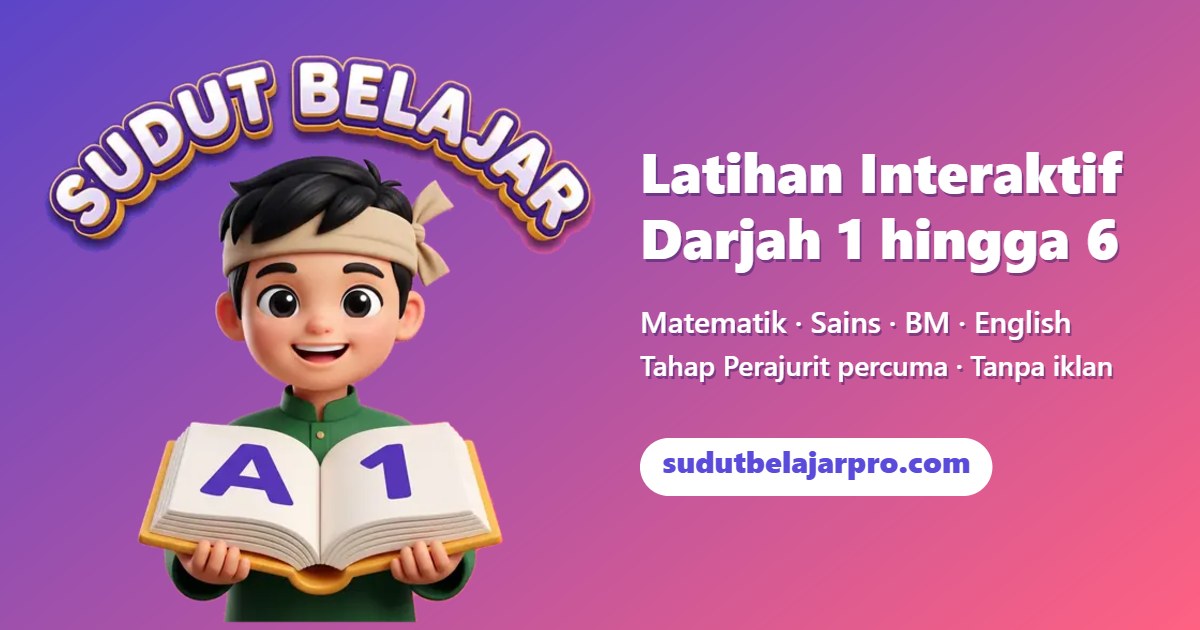 SUDUT BELAJAR
A 1
Latihan Interaktif
Darjah 1 hingga 6
Matematik · Sains · BM · English
Tahap Perajurit percuma · Tanpa iklan
sudutbelajarpro.com